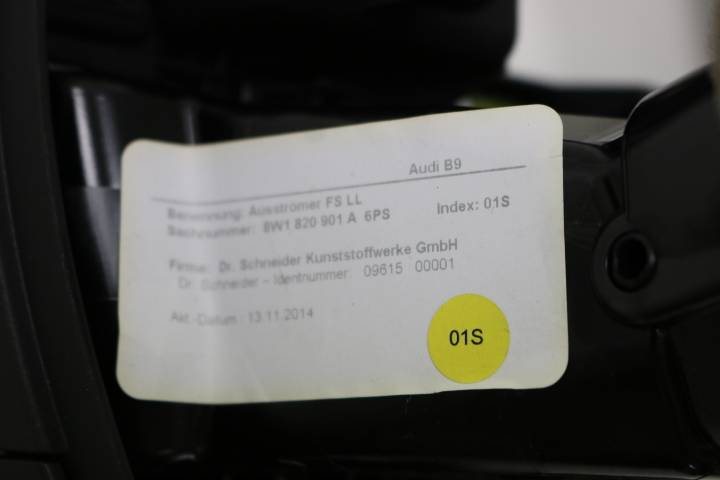 Audi B9
Benennung: Ausströmer FS LL
Sachnummer: 8W1 820 901 A 6PS Index: 01S
Firma: Dr. Schneider Kunststoffwerke GmbH
Dr. Schneider – Identnummer: 09615 00001
Akt.-Datum : 13.11.2014
01S